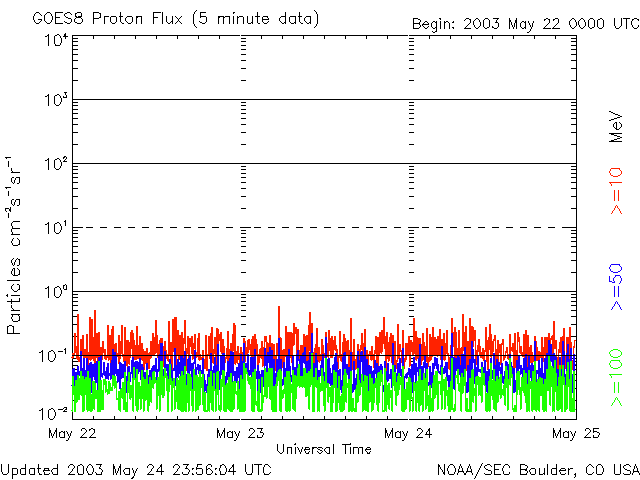 GOES8 Proton Flux (5 minute data)
Begin: 2003 May 22 0000 UTC
Particles cm⁻²s⁻¹sr⁻¹
10⁴
10³
10²
10¹
10⁰
10⁻¹
10⁻²
May 22
May 23
May 24
May 25
Universal Time
>=10
>=50
>=100
MeV
Updated 2003 May 24 23:56:04 UTC
NOAA/SEC Boulder, CO USA